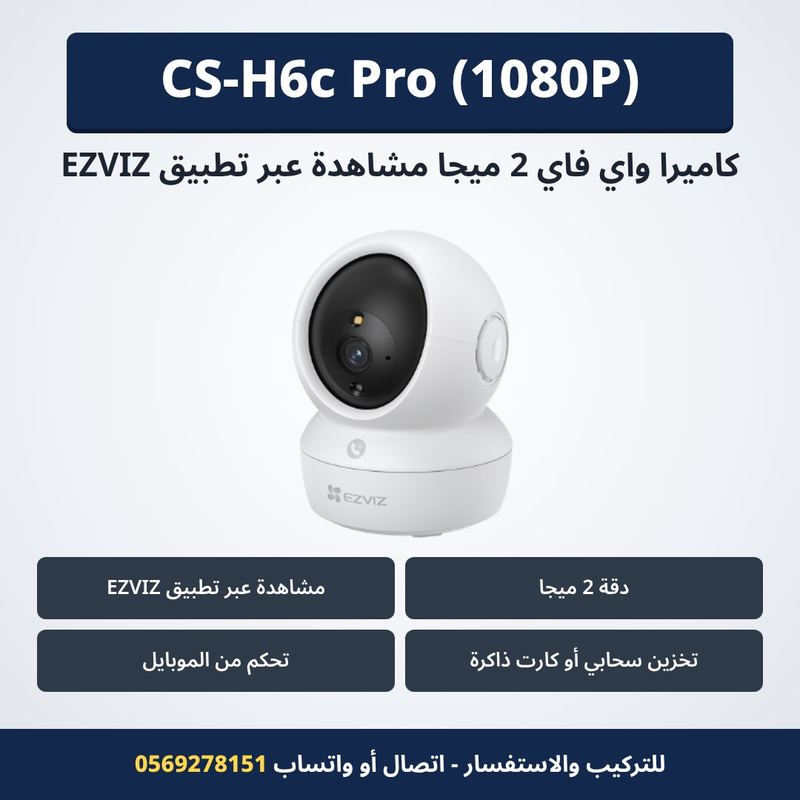 CS-H6c Pro (1080P)
كاميرا واي فاي 2 ميجا مشاهدة عبر تطبيق EZVIZ
EZVIZ
دقة 2 ميجا
مشاهدة عبر تطبيق EZVIZ
تخزين سحابي أو كارت ذاكرة
تحكم من الموبايل
للتركيب والاستفسار - اتصال أو واتساب 0569278151